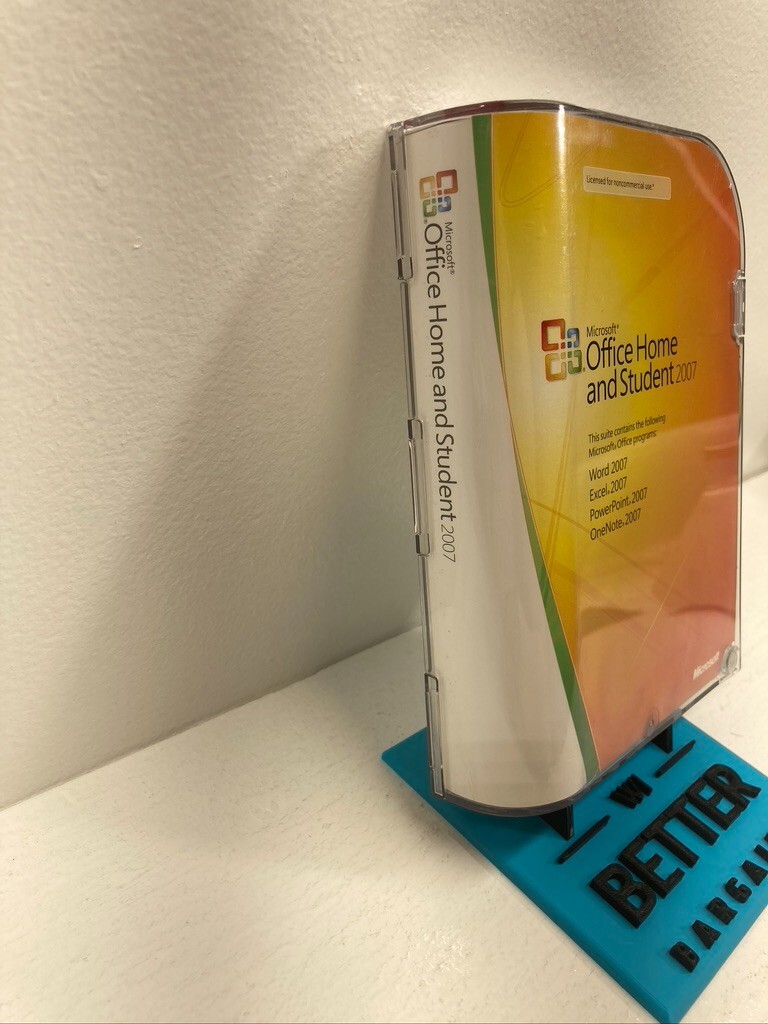 Microsoft®
Office Home and Student 2007
Licensed for noncommercial use.*
Microsoft®
Office Home
and Student 2007
This suite contains the following
Microsoft® Office programs:
Word 2007
Excel® 2007
PowerPoint® 2007
OneNote® 2007
Microsoft®
W
BETTER